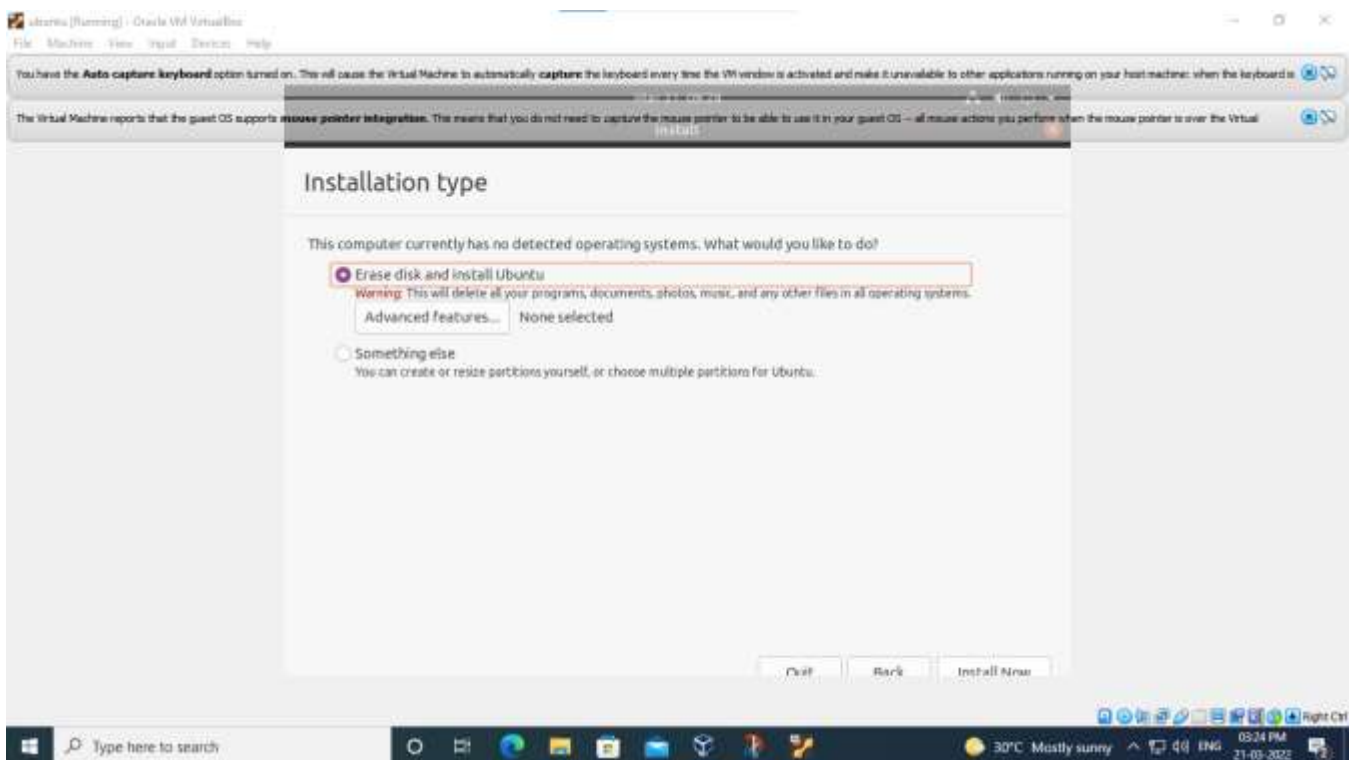 ubuntu [Running] - Oracle VM VirtualBox
File Machine View Input Devices Help
You have the Auto capture keyboard option turned on. This will cause the Virtual Machine to automatically capture the keyboard every time the VM window is activated and make it unavailable to other applications running on your host machine: when the keyboard is
The Virtual Machine reports that the guest OS supports mouse pointer integration. This means that you do not need to capture the mouse pointer to be able to use it in your guest OS -- all mouse actions you perform when the mouse pointer is over the Virtual
Install
Installation type
This computer currently has no detected operating systems. What would you like to do?
Erase disk and install Ubuntu
Warning: This will delete all your programs, documents, photos, music, and any other files in all operating systems.
Advanced features... None selected
Something else
You can create or resize partitions yourself, or choose multiple partitions for Ubuntu.
Quit Back Install Now
Right Ctrl
Type here to search
30°C Mostly sunny ENG 03:24 PM
21-03-2022